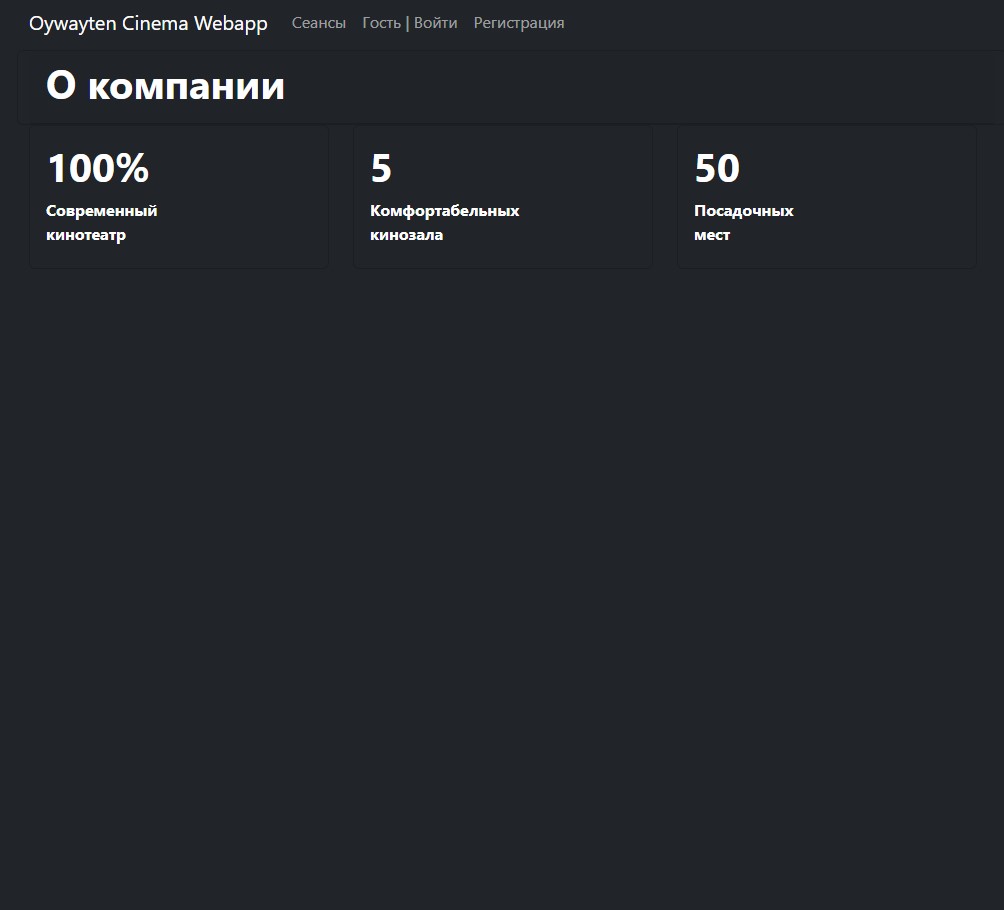 Oywayten Cinema Webapp Сеансы Гость | Войти Регистрация
О компании
100%
Современный
кинотеатр
5
Комфортабельных
кинозала
50
Посадочных
мест